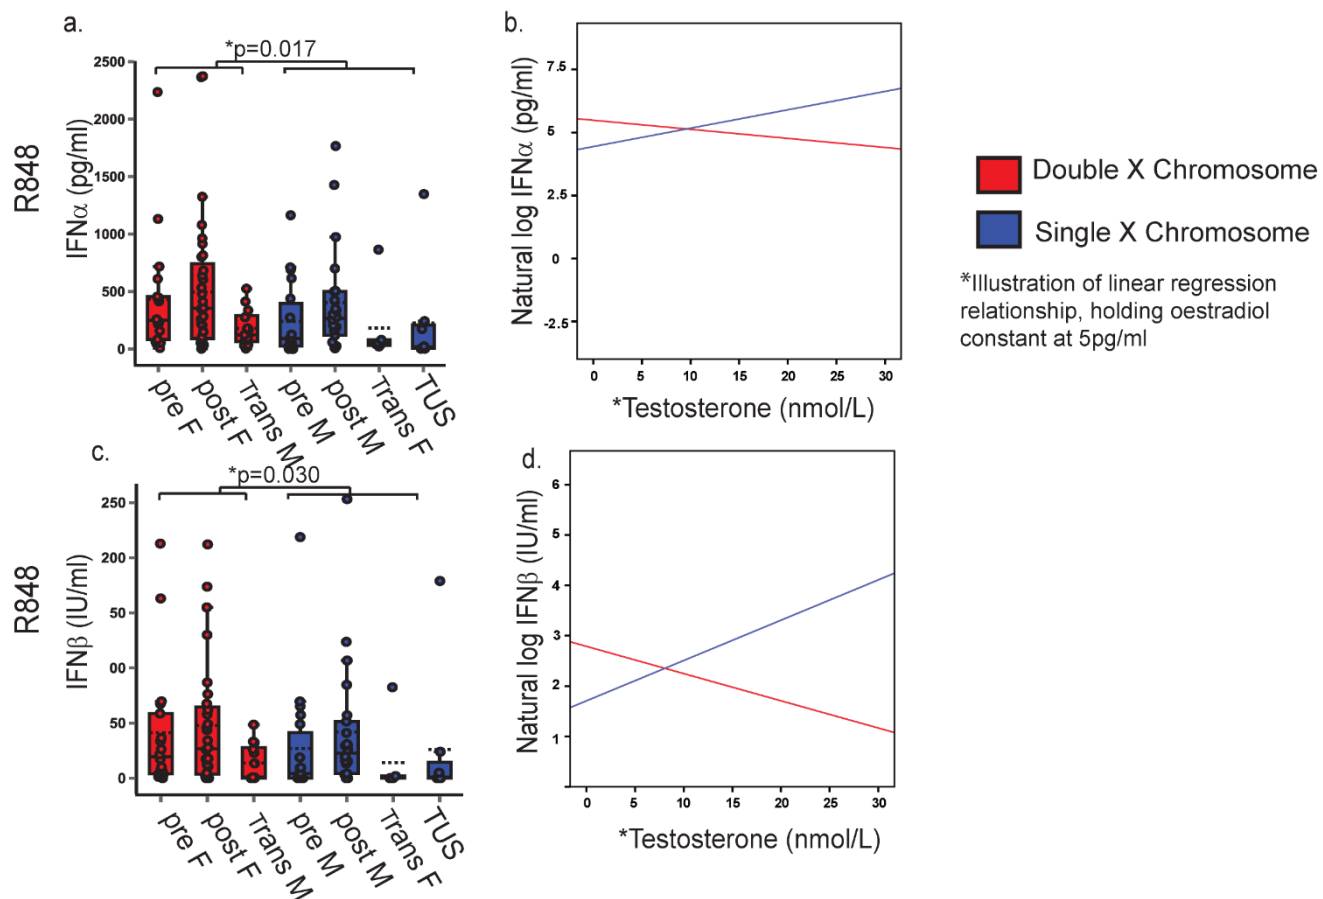 a.
*p=0.017
R848
IFNα (pg/ml)
2500
2000
1500
1000
500
0
pre F
post F
Trans M
pre M
post M
Trans F
TUS
b.
Natural log IFNα (pg/ml)
7.5
5
2.5
0
-2.5
0 5 10 15 20 25 30
*Testosterone (nmol/L)
Double X Chromosome
Single X Chromosome
*Illustration of linear regression
relationship, holding oestradiol
constant at 5pg/ml
c.
*p=0.030
R848
IFNβ (IU/ml)
250
200
50
00
50
0
pre F
post F
Trans M
pre M
post M
Trans F
TUS
d.
Natural log IFNβ (IU/ml)
6
5
4
3
2
1
0 5 10 15 20 25 30
*Testosterone (nmol/L)